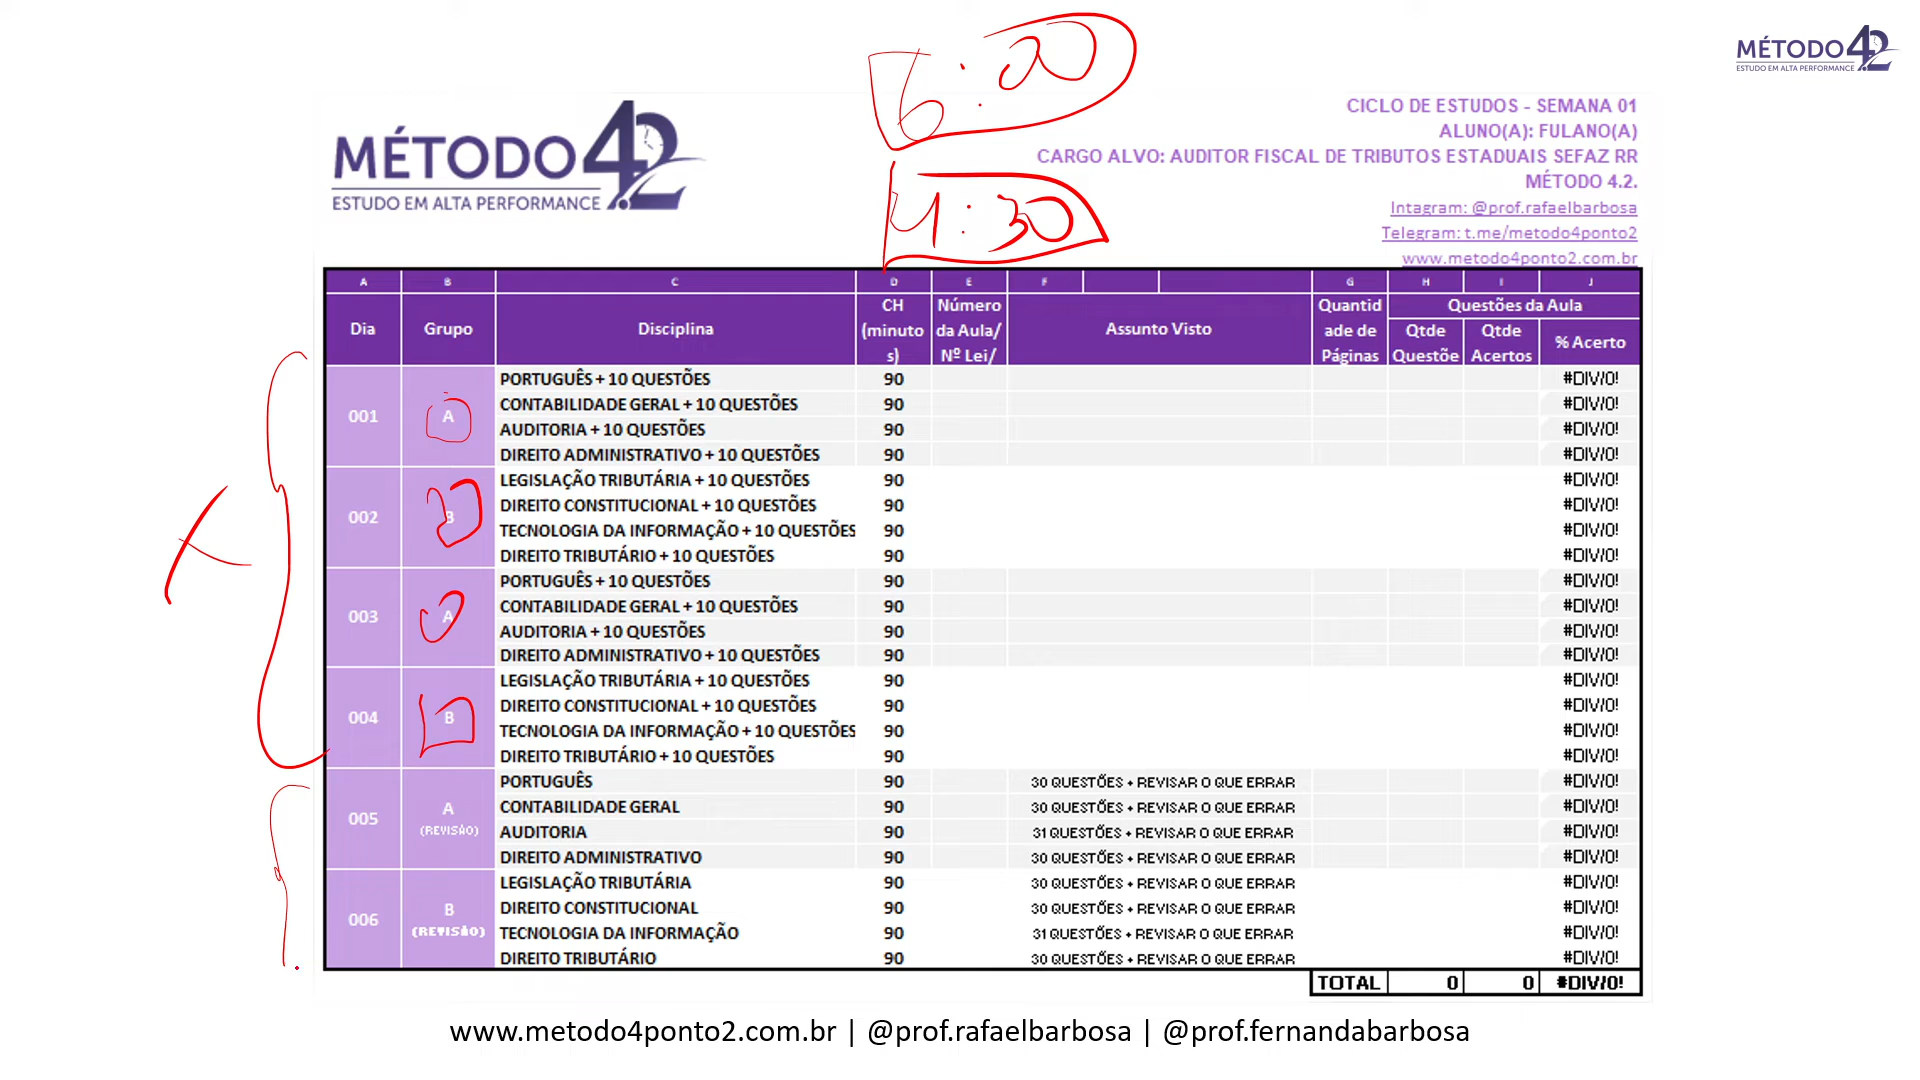 MÉTODO 4.2
ESTUDO EM ALTA PERFORMANCE
6:00
4:30
MÉTODO 4.2
ESTUDO EM ALTA PERFORMANCE
CICLO DE ESTUDOS - SEMANA 01
ALUNO(A): FULANO(A)
CARGO ALVO: AUDITOR FISCAL DE TRIBUTOS ESTADUAIS SEFAZ RR
MÉTODO 4.2.
Intagram: @prof.rafaelbarbosa
Telegram: t.me/metodo4ponto2
www.metodo4ponto2.com.br
A B C D E F G H I J
Dia Grupo Disciplina CH (minutos) Número da Aula/ Nº Lei/ Assunto Visto Quantidade de Páginas Questões da Aula
Qtde Questõe Qtde Acertos % Acerto
001 A
PORTUGUÊS + 10 QUESTÕES 90 #DIV/0!
CONTABILIDADE GERAL + 10 QUESTÕES 90 #DIV/0!
AUDITORIA + 10 QUESTÕES 90 #DIV/0!
DIREITO ADMINISTRATIVO + 10 QUESTÕES 90 #DIV/0!
002 B
LEGISLAÇÃO TRIBUTÁRIA + 10 QUESTÕES 90 #DIV/0!
DIREITO CONSTITUCIONAL + 10 QUESTÕES 90 #DIV/0!
TECNOLOGIA DA INFORMAÇÃO + 10 QUESTÕES 90 #DIV/0!
DIREITO TRIBUTÁRIO + 10 QUESTÕES 90 #DIV/0!
003 A
PORTUGUÊS + 10 QUESTÕES 90 #DIV/0!
CONTABILIDADE GERAL + 10 QUESTÕES 90 #DIV/0!
AUDITORIA + 10 QUESTÕES 90 #DIV/0!
DIREITO ADMINISTRATIVO + 10 QUESTÕES 90 #DIV/0!
004 B
LEGISLAÇÃO TRIBUTÁRIA + 10 QUESTÕES 90 #DIV/0!
DIREITO CONSTITUCIONAL + 10 QUESTÕES 90 #DIV/0!
TECNOLOGIA DA INFORMAÇÃO + 10 QUESTÕES 90 #DIV/0!
DIREITO TRIBUTÁRIO + 10 QUESTÕES 90 #DIV/0!
005 A (REVISÃO)
PORTUGUÊS 90 30 QUESTÕES + REVISAR O QUE ERRAR #DIV/0!
CONTABILIDADE GERAL 90 30 QUESTÕES + REVISAR O QUE ERRAR #DIV/0!
AUDITORIA 90 31 QUESTÕES + REVISAR O QUE ERRAR #DIV/0!
DIREITO ADMINISTRATIVO 90 30 QUESTÕES + REVISAR O QUE ERRAR #DIV/0!
006 B (REVISÃO)
LEGISLAÇÃO TRIBUTÁRIA 90 30 QUESTÕES + REVISAR O QUE ERRAR #DIV/0!
DIREITO CONSTITUCIONAL 90 30 QUESTÕES + REVISAR O QUE ERRAR #DIV/0!
TECNOLOGIA DA INFORMAÇÃO 90 31 QUESTÕES + REVISAR O QUE ERRAR #DIV/0!
DIREITO TRIBUTÁRIO 90 30 QUESTÕES + REVISAR O QUE ERRAR #DIV/0!
TOTAL 0 0 #DIV/0!
www.metodo4ponto2.com.br | @prof.rafaelbarbosa | @prof.fernandabarbosa